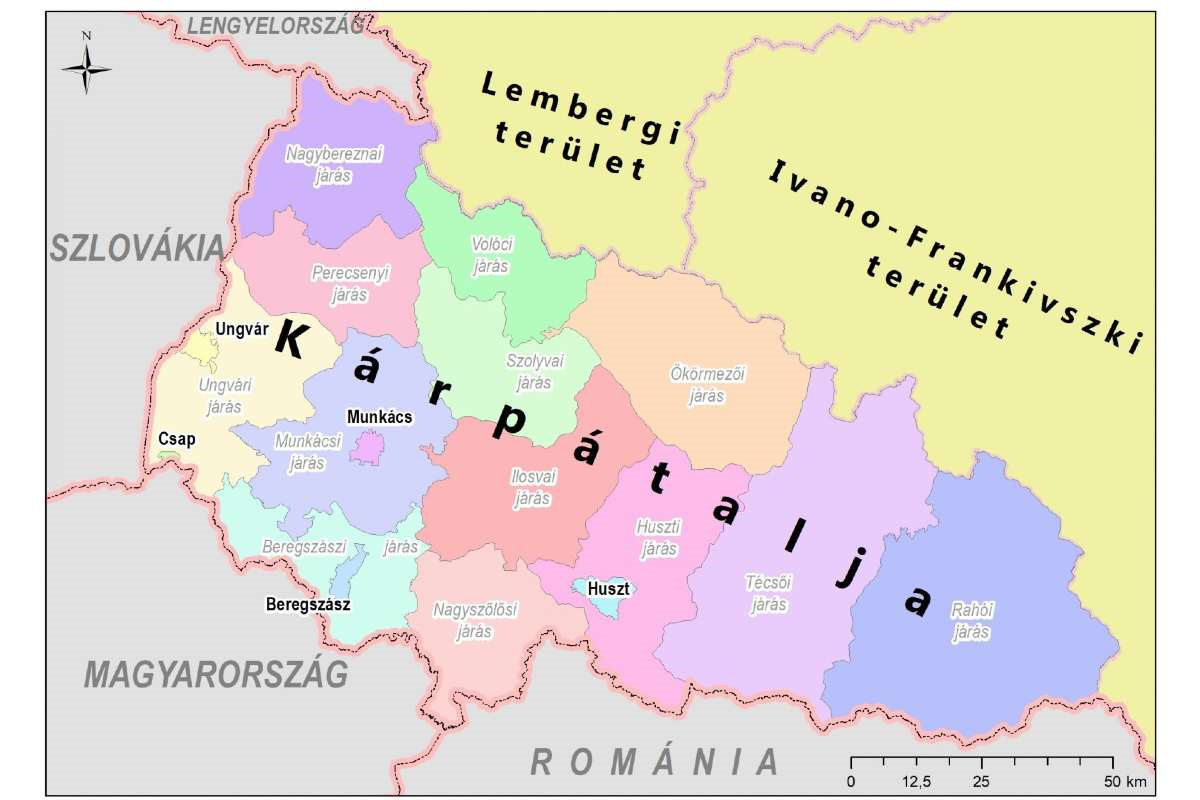 LENGYELORSZÁG
N
Lembergi
terület
Ivano-Frankivszki
terület
Nagybereznai
járás
SZLOVÁKIA
Volóci
járás
Perecsenyi
járás
Ungvár
Kárpátalja
Szolyvai
járás
Ökörmezői
járás
Ungvári
járás
Munkács
Csap
Munkácsi
járás
Ilosvai
járás
Huszti
járás
Beregszászi járás
Técsői
járás
Huszt
Beregszász
Nagyszőlősi
járás
Rahói
járás
MAGYARORSZÁG
ROMÁNIA
0 12,5 25 50 km